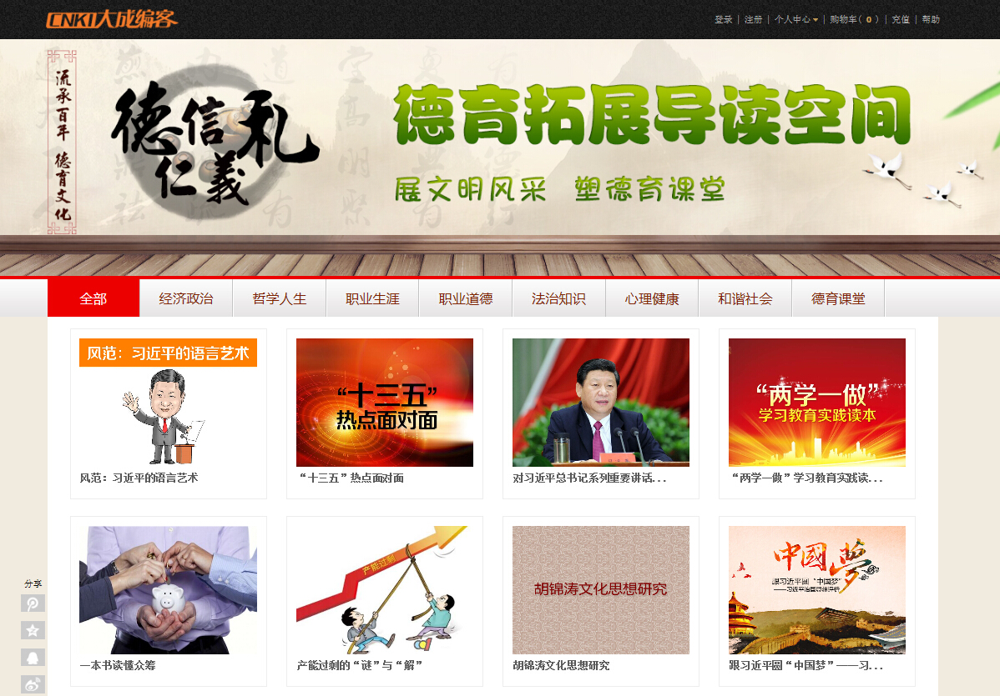 CNKI大成编客
登录 | 注册 | 个人中心 | 购物车( 0 ) | 充值 | 帮助
流承百年 德育文化
德信礼
仁義
德育拓展导读空间
展文明风采 塑德育课堂
全部 经济政治 哲学人生 职业生涯 职业道德 法治知识 心理健康 和谐社会 德育课堂
风范：习近平的语言艺术
“十三五”
热点面对面
“两学一做”
学习教育实践读本
风范：习近平的语言艺术
“十三五”热点面对面
对习近平总书记系列重要讲话...
“两学一做”学习教育实践读...
产能过剩
胡锦涛文化思想研究
中國夢
跟习近平圆“中国梦”
——习近平治国思想评析
一本书读懂众筹
产能过剩的“谜”与“解”
胡锦涛文化思想研究
跟习近平圆“中国梦”——习...
分享